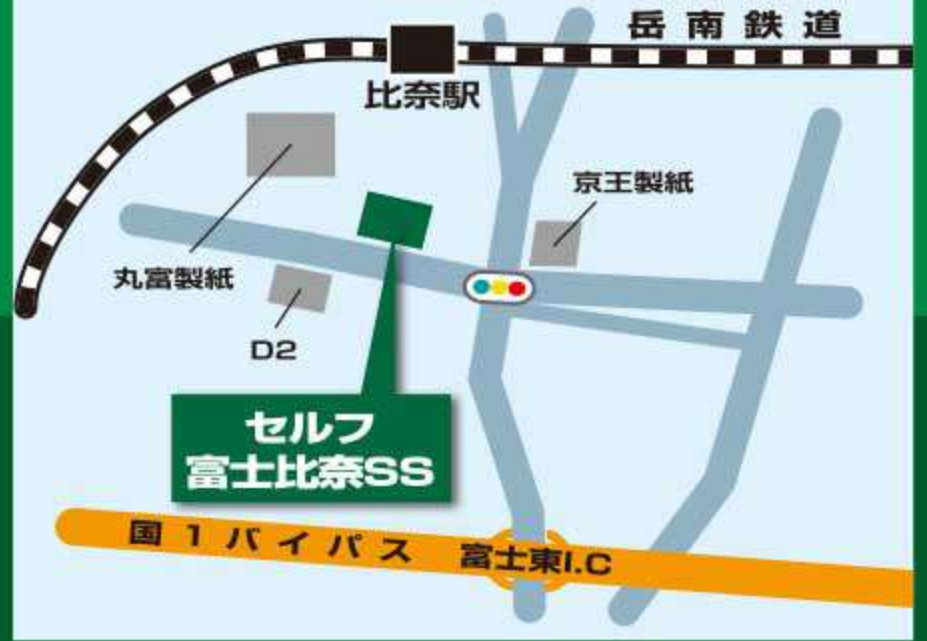 岳南鉄道
比奈駅
京王製紙
丸富製紙
D2
セルフ
富士比奈SS
国1バイパス 富士東I.C